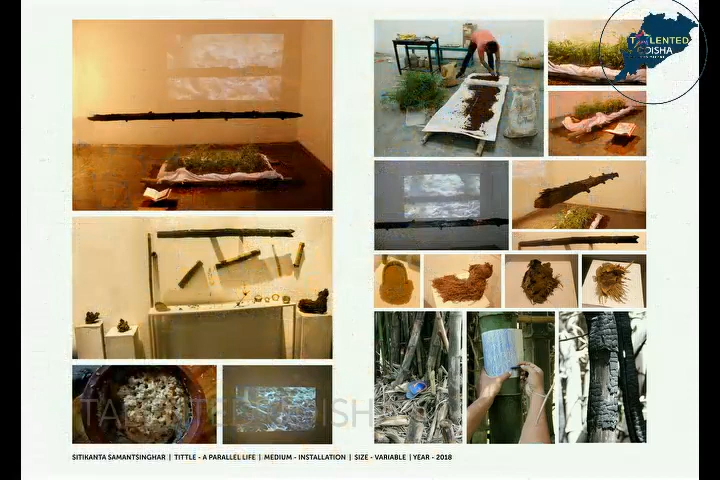 TALENTED
ODISHA
TALENTED ODISHA
SITIKANTA SAMANTSINGHAR | TITTLE - A PARALLEL LIFE | MEDIUM - INSTALLATION | SIZE - VARIABLE | YEAR - 2018